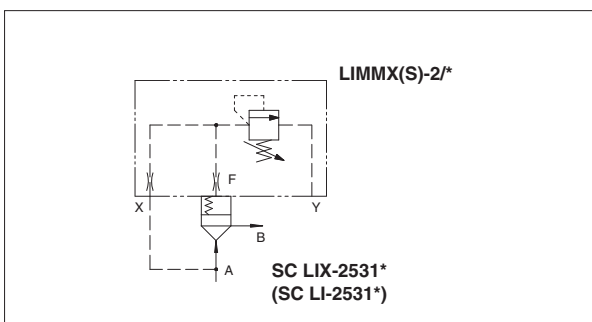 LIMMX(S)-2/*
F
X
Y
B
A
SC LIX-2531*
(SC LI-2531*)